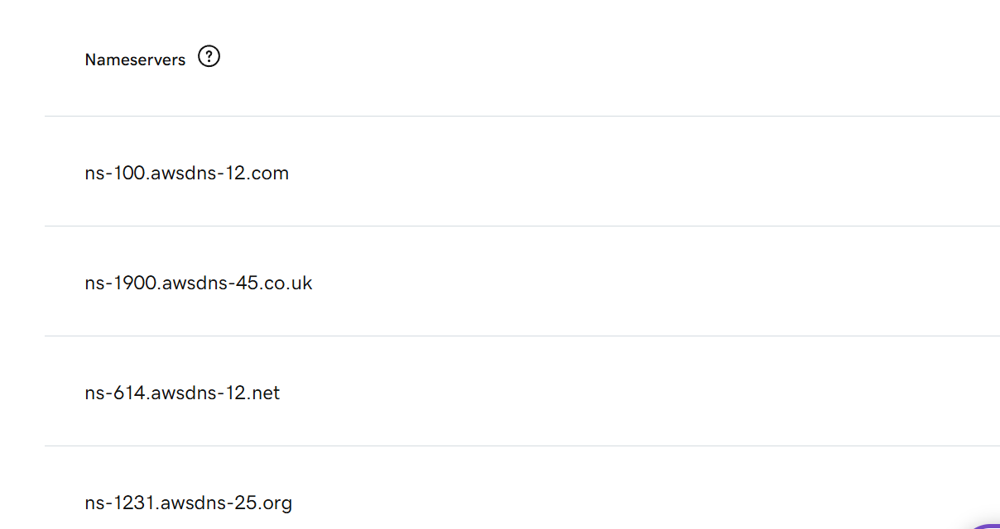 Nameservers ?
ns-100.awsdns-12.com
ns-1900.awsdns-45.co.uk
ns-614.awsdns-12.net
ns-1231.awsdns-25.org